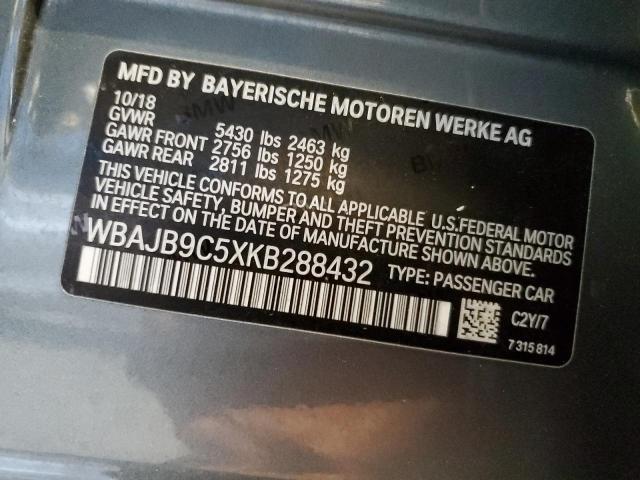 MFD BY BAYERISCHE MOTOREN WERKE AG
10/18
GVWR 5430 lbs 2463 kg
GAWR FRONT 2756 lbs 1250 kg
GAWR REAR 2811 lbs 1275 kg
THIS VEHICLE CONFORMS TO ALL APPLICABLE U.S.FEDERAL MOTOR
VEHICLE SAFETY, BUMPER AND THEFT PREVENTION STANDARDS
IN EFFECT ON THE DATE OF MANUFACTURE SHOWN ABOVE.
WBAJB9C5XKB288432 TYPE: PASSENGER CAR
C2Y/7
7 315 814